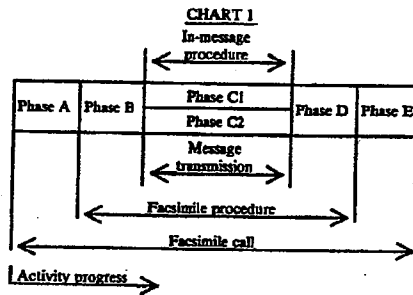 CHART 1
In-message
procedure
Phase A Phase B Phase C1 Phase D Phase E
Phase C2
Message
transmission
Facsimile procedure
Facsimile call
Activity progress